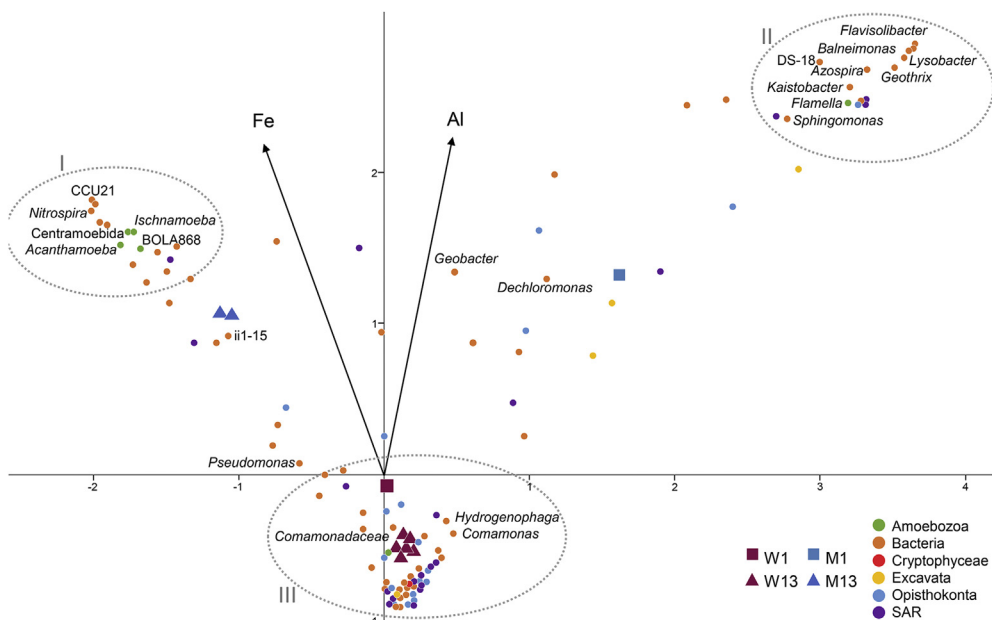 II
Flavisolibacter
Balneimonas
DS-18
Lysobacter
Azospira
Geothrix
Kaistobacter
Flamella
Sphingomonas
Fe
Al
I
CCU21
Nitrospira
Ischnamoeba
Centramoebida
BOLA868
Acanthamoeba
2
Geobacter
Dechloromonas
1
ii1-15
Pseudomonas
-2
-1
1
2
3
4
Hydrogenophaga
Comamonadaceae
Comamonas
III
W1
M1
W13
M13
Amoebozoa
Bacteria
Cryptophyceae
Excavata
Opisthokonta
SAR